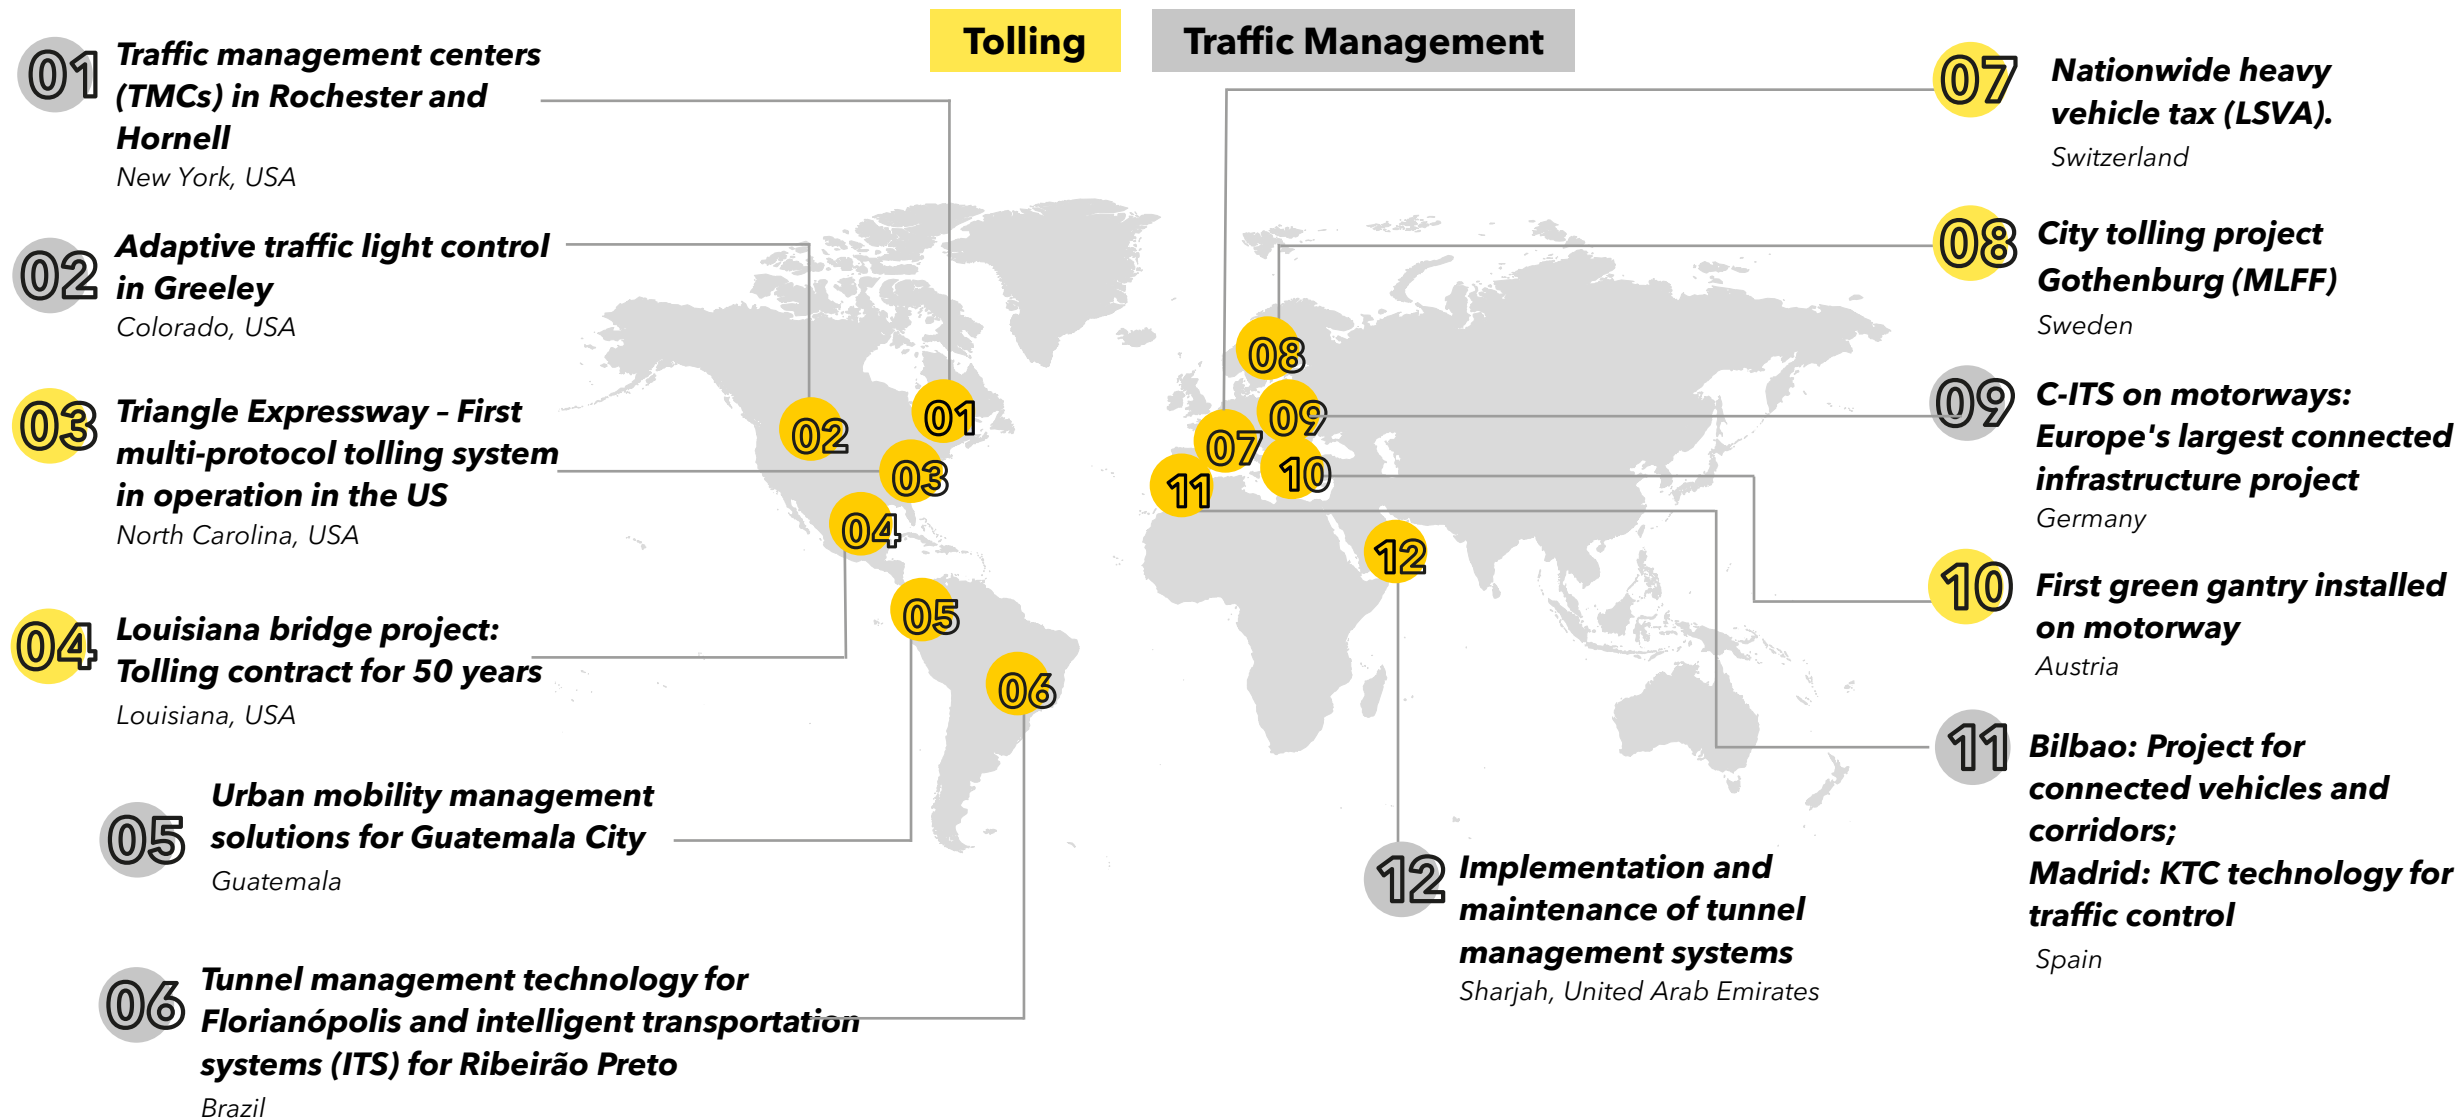 Tolling
Traffic Management
01
Traffic management centers
(TMCs) in Rochester and
Hornell
New York, USA
02
Adaptive traffic light control
in Greeley
Colorado, USA
03
Triangle Expressway – First
multi-protocol tolling system
in operation in the US
North Carolina, USA
04
Louisiana bridge project:
Tolling contract for 50 years
Louisiana, USA
05
Urban mobility management
solutions for Guatemala City
Guatemala
06
Tunnel management technology for
Florianópolis and intelligent transportation
systems (ITS) for Ribeirão Preto
Brazil
08
01
09
02
07
03
10
11
04
12
05
06
07
Nationwide heavy
vehicle tax (LSVA).
Switzerland
08
City tolling project
Gothenburg (MLFF)
Sweden
09
C-ITS on motorways:
Europe's largest connected
infrastructure project
Germany
10
First green gantry installed
on motorway
Austria
11
Bilbao: Project for
connected vehicles and
corridors;
Madrid: KTC technology for
traffic control
Spain
12
Implementation and
maintenance of tunnel
management systems
Sharjah, United Arab Emirates